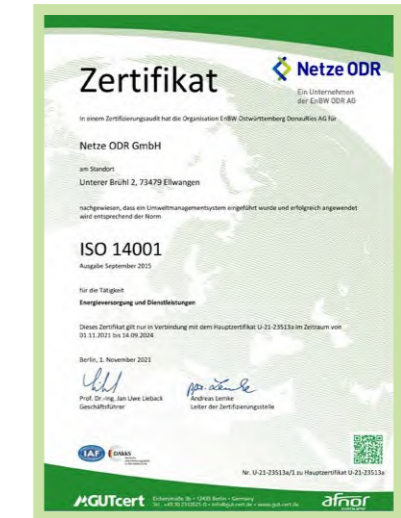 Zertifikat
Netze ODR
Ein Unternehmen
der EnBW ODR AG
In einem Zertifizierungsaudit hat die Organisation EnBW Ostwürttemberg DonauRies AG für
Netze ODR GmbH
am Standort
Unterer Brühl 2, 73479 Ellwangen
nachgewiesen, dass ein Umweltmanagementsystem eingeführt wurde und erfolgreich angewendet
wird entsprechend der Norm
ISO 14001
Ausgabe September 2015
für die Tätigkeit
Energieversorgung und Dienstleistungen
Dieses Zertifikat gilt nur in Verbindung mit dem Hauptzertifikat U-21-23513a im Zeitraum von
01.11.2021 bis 14.09.2024.
Berlin, 1. November 2021
Prof. Dr.-Ing. Jan Uwe Lieback
Geschäftsführer
Andreas Lemke
Leiter der Zertifizierungsstelle
IAF
DAkkS
Nr. U-21-23513a/1 zu Hauptzertifikat U-21-23513a
GUTcert
Eichenstraße 3b • 12435 Berlin • Germany
afnor